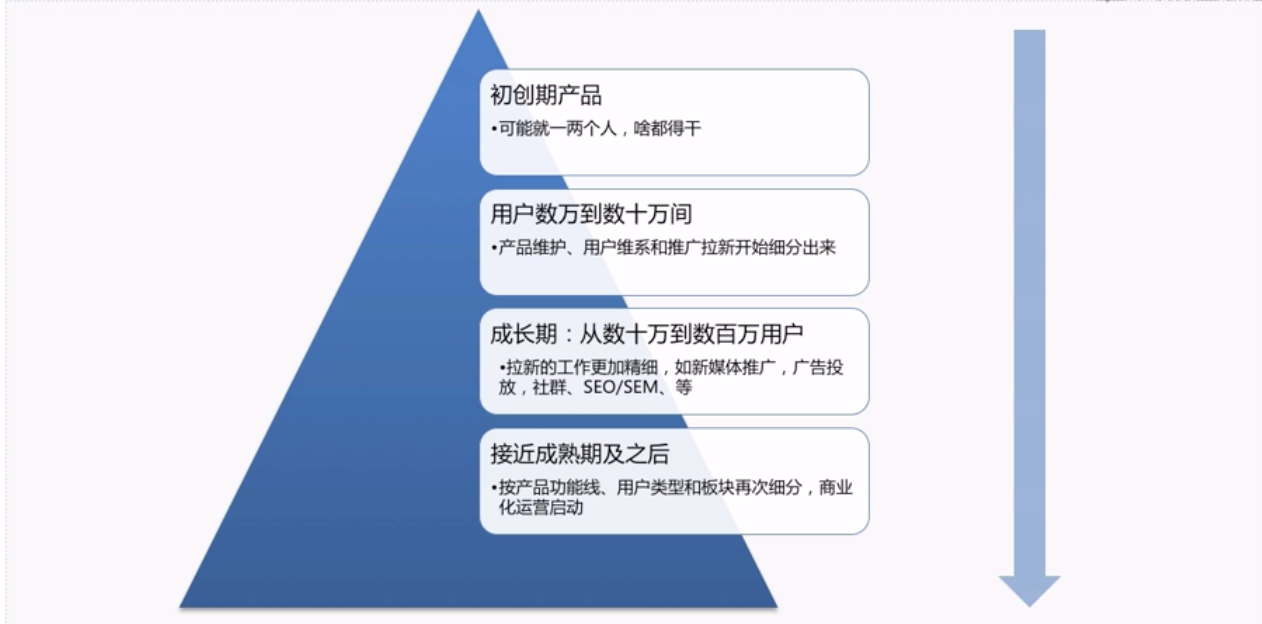 初创期产品
•可能就一两个人，啥都得干
用户数万到数十万间
•产品维护、用户维系和推广拉新开始细分出来
成长期：从数十万到数百万用户
•拉新的工作更加精细，如新媒体推广，广告投
放，社群、SEO/SEM、等
接近成熟期及之后
•按产品功能线、用户类型和板块再次细分，商业
化运营启动